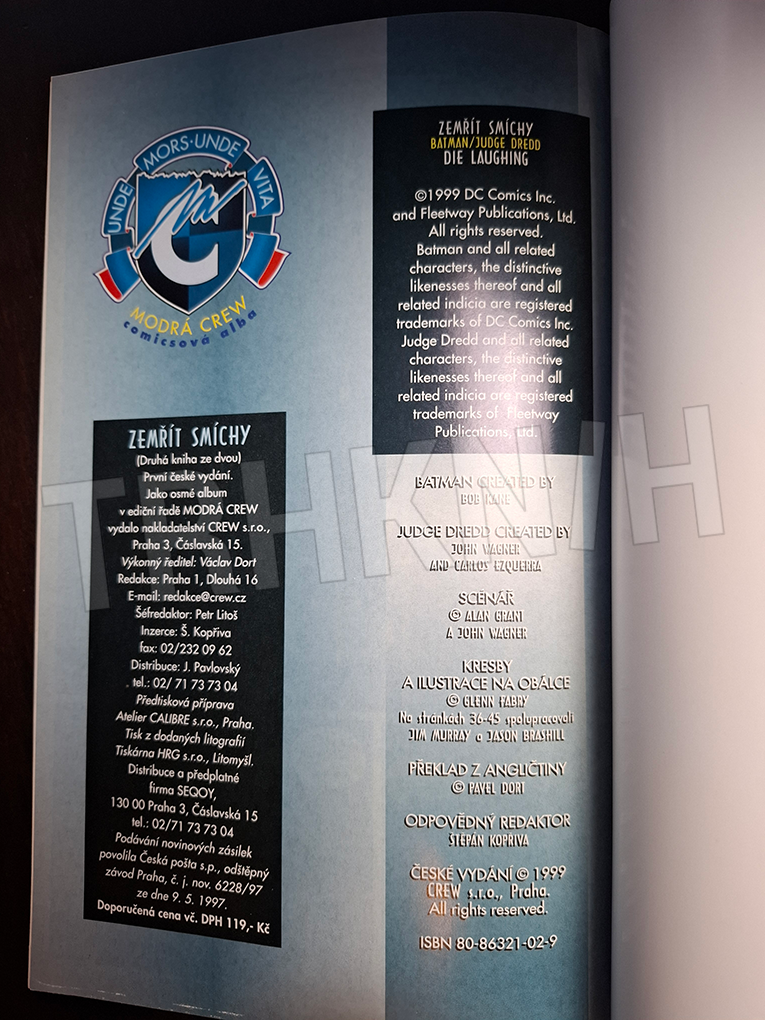 UNDE MORS·UNDE VITA
C
MODRÁ CREW
comicsová alba
ZEMŘÍT SMÍCHY
(Druhá kniha ze dvou)
První české vydání.
Jako osmé album
v ediční řadě MODRÁ CREW
vydalo nakladatelství CREW s.r.o.,
Praha 3, Čáslavská 15.
Výkonný ředitel: Václav Dort
Redakce: Praha 1, Dlouhá 16
E-mail: redakce@crew.cz
Šéfredaktor: Petr Litoš
Inzerce: Š. Kopřiva
fax: 02/232 09 62
Distribuce: J. Pavlovský
tel.: 02/ 71 73 73 04
Předtisková příprava
Atelier CALIBRE s.r.o., Praha.
Tisk z dodaných litografií
Tiskárna HRG s.r.o., Litomyšl.
Distribuce a předplatné
firma SEQOY,
130 00 Praha 3, Čáslavská 15
tel.: 02/71 73 73 04
Podávání novinových zásilek
povolila Česká pošta s.p., odštěpný
závod Praha, č. j. nov. 6228/97
ze dne 9. 5. 1997.
Doporučená cena vč. DPH 119,- Kč
ZEMŘÍT SMÍCHY
BATMAN/JUDGE DREDD
DIE LAUGHING
©1999 DC Comics Inc.
and Fleetway Publications, Ltd.
All rights reserved.
Batman and all related
characters, the distinctive
likenesses thereof and all
related indicia are registered
trademarks of DC Comics Inc.
Judge Dredd and all related
characters, the distinctive
likenesses thereof and all
related indicia are registered
trademarks of Fleetway
Publications, Ltd.
BATMAN CREATED BY
BOB KANE
JUDGE DREDD CREATED BY
JOHN WAGNER
AND CARLOS EZQUERRA
SCÉNÁŘ
© ALAN GRANT
A JOHN WAGNER
KRESBY
A ILUSTRACE NA OBÁLCE
© GLENN FABRY
Na stránkách 36-45 spolupracovali
JIM MURRAY a JASON BRASHILL
PŘEKLAD Z ANGLIČTINY
© PAVEL DORT
ODPOVĚDNÝ REDAKTOR
ŠTĚPÁN KOPŘIVA
ČESKÉ VYDÁNÍ © 1999
CREW s.r.o., Praha.
All rights reserved.
ISBN 80-86321-02-9